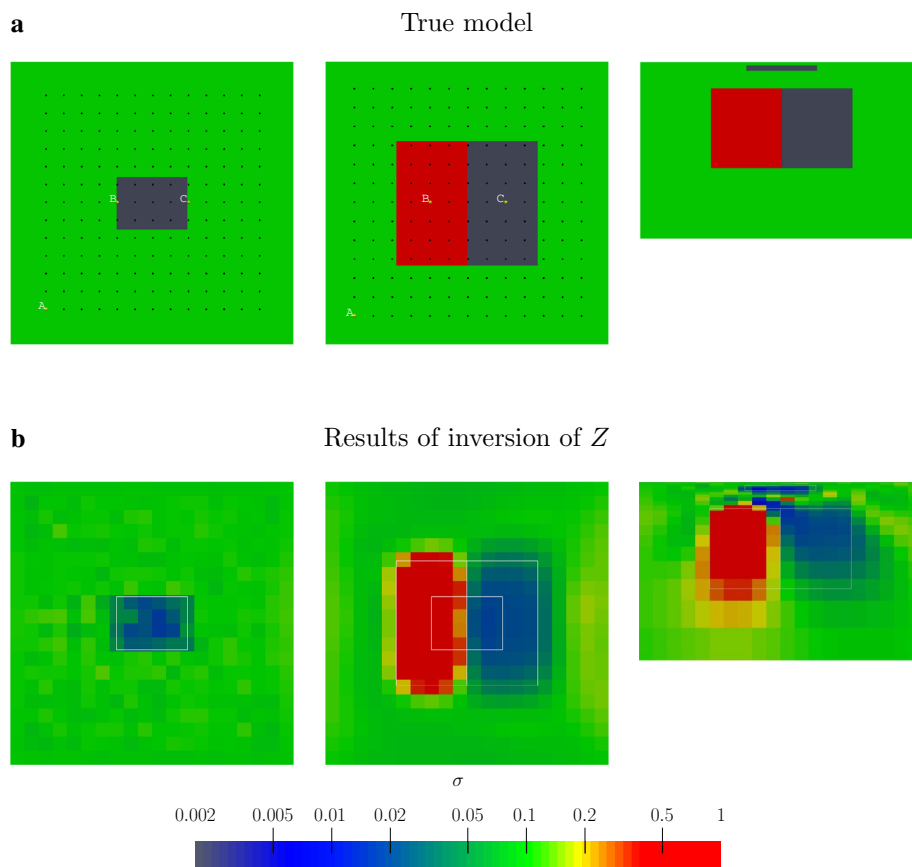 a
True model
B
C
A
B
C
A
b
Results of inversion of Z
σ
0.002 0.005 0.01 0.02 0.05 0.1 0.2 0.5 1